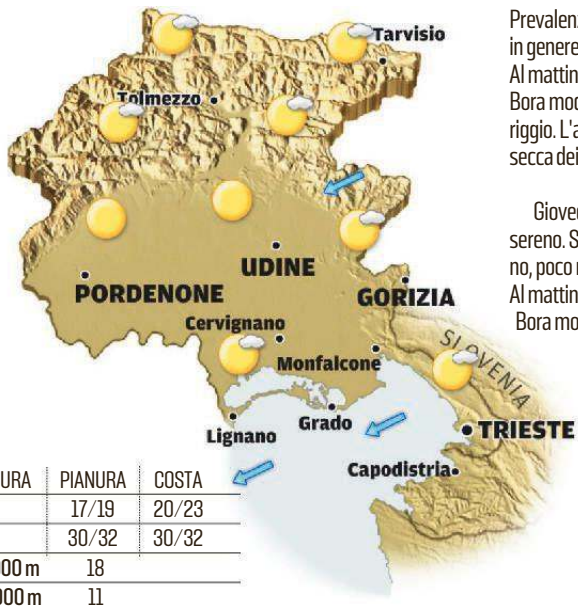 Prevalen
in genere
Al mattin
Bora mod
riggio. L'a
secca dei
Giove
sereno. S
no, poco
Al mattin
Bora mo
Tarvisio
Tolmezzo
UDINE
PORDENONE
GORIZIA
Cervignano
Monfalcone
SLOVENIA
Lignano
Grado
TRIESTE
Capodistria
URA PIANURA COSTA
17/19 20/23
30/32 30/32
000 m 18
000 m 11